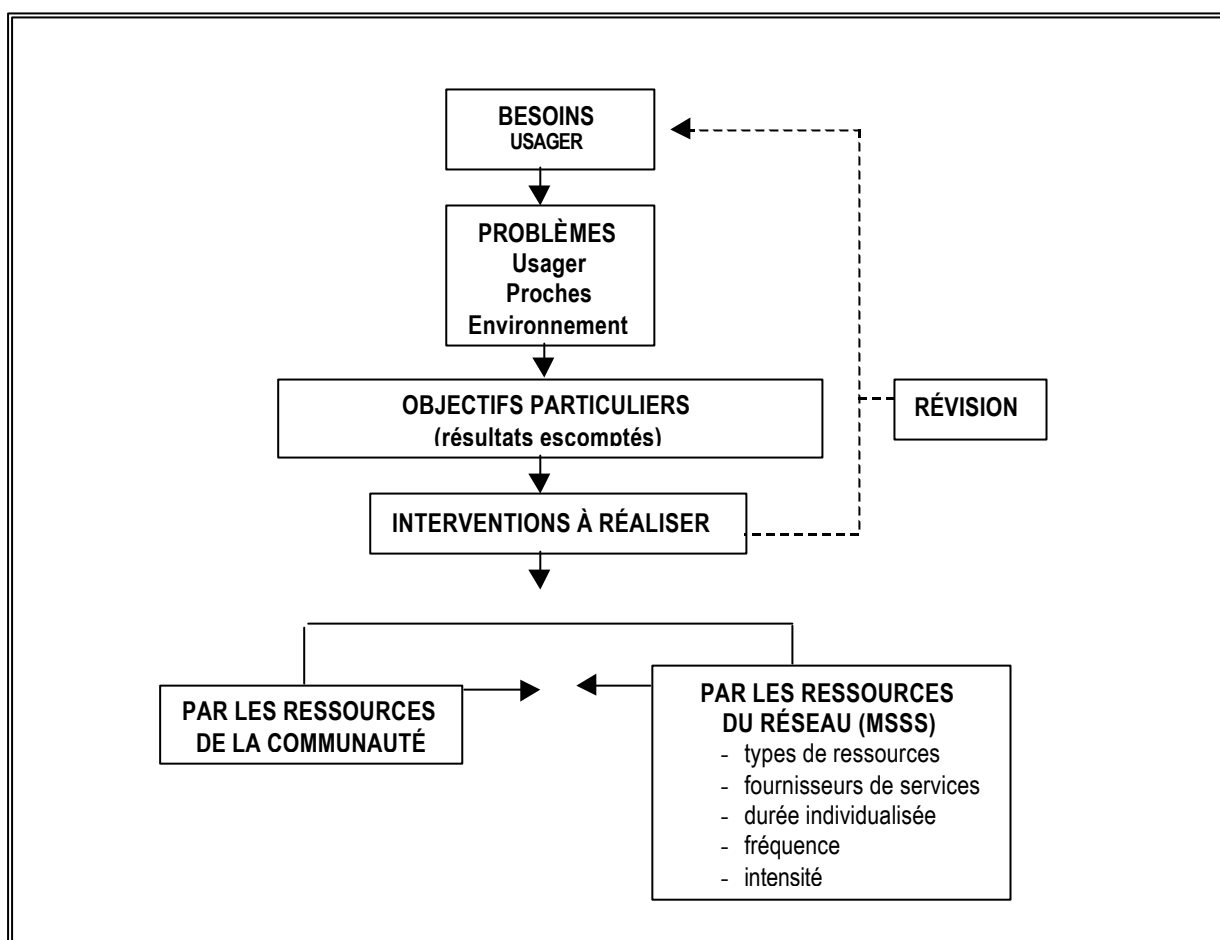 BESOINS
USAGER
PROBLÈMES
Usager
Proches
Environnement
OBJECTIFS PARTICULIERS
(résultats escomptés)
RÉVISION
INTERVENTIONS À RÉALISER
PAR LES RESSOURCES
DE LA COMMUNAUTÉ
PAR LES RESSOURCES
DU RÉSEAU (MSSS)
- types de ressources
- fournisseurs de services
- durée individualisée
- fréquence
- intensité